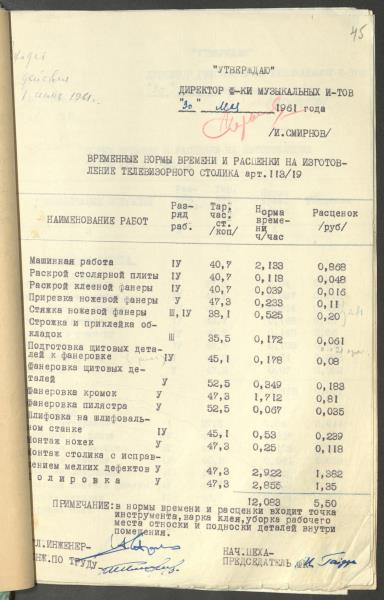 45
"УТВЕРЖДАЮ"
ДИРЕКТОР Ф-КИ МУЗЫКАЛЬНЫХ И-ТОВ
"30" мая 1961 года
/И.СМИРНОВ/
1961.
ВРЕМЕННЫЕ НОРМЫ ВРЕМЕНИ И РАСЦЕНКИ НА ИЗГОТОВ-
ЛЕНИЕ ТЕЛЕВИЗОРНОГО СТОЛИКА арт.113/19
НАИМЕНОВАНИЕ РАБОТ Раз- Тар. Норма Расценок
ряд час. време- /руб/
раб. ст. ни
/коп/ ч/час
Машинная работа IУ 40,7 2,133 0,868
Раскрой столярной плиты IУ 40,7 0,118 0,048
Раскрой клееной фанеры IУ 40,7 0,039 0,016
Прирезка ножевой фанеры У 47,3 0,233 0,11
Стяжка ножевой фанеры Ш,IУ 38,1 0,525 0,20
Строжка и приклейка об-
кладок Ш 35,5 0,172 0,061
Подготовка щитовых дета-
лей к фанеровке IУ 45,1 0,178 0,08
Фанеровка щитовых де-
талей У 52,5 0,349 0,183
Фанеровка кромок У 47,3 1,712 0,81
Фанеровка пилястра У 52,5 0,067 0,035
Шлифовка на шлифоваль-
ном станке IУ 45,1 0,53 0,239
Монтаж ножек У 47,3 0,25 0,118
Монтаж столика с исправ-
лением мелких дефектов У 47,3 2,922 1,382
Полировка У 47,3 2,855 1,35
12,083 5,50
ПРИМЕЧАНИЕ: в нормы времени и расценки входит точка
инструмента, варка клея, уборка рабочего
места относки и подноски деталей внутри
помещения.
ГЛ.ИНЖЕНЕР- НАЧ.ЦЕХА-
ИНЖ.ПО ТРУДУ- ПРЕДСЕДАТЕЛЬ